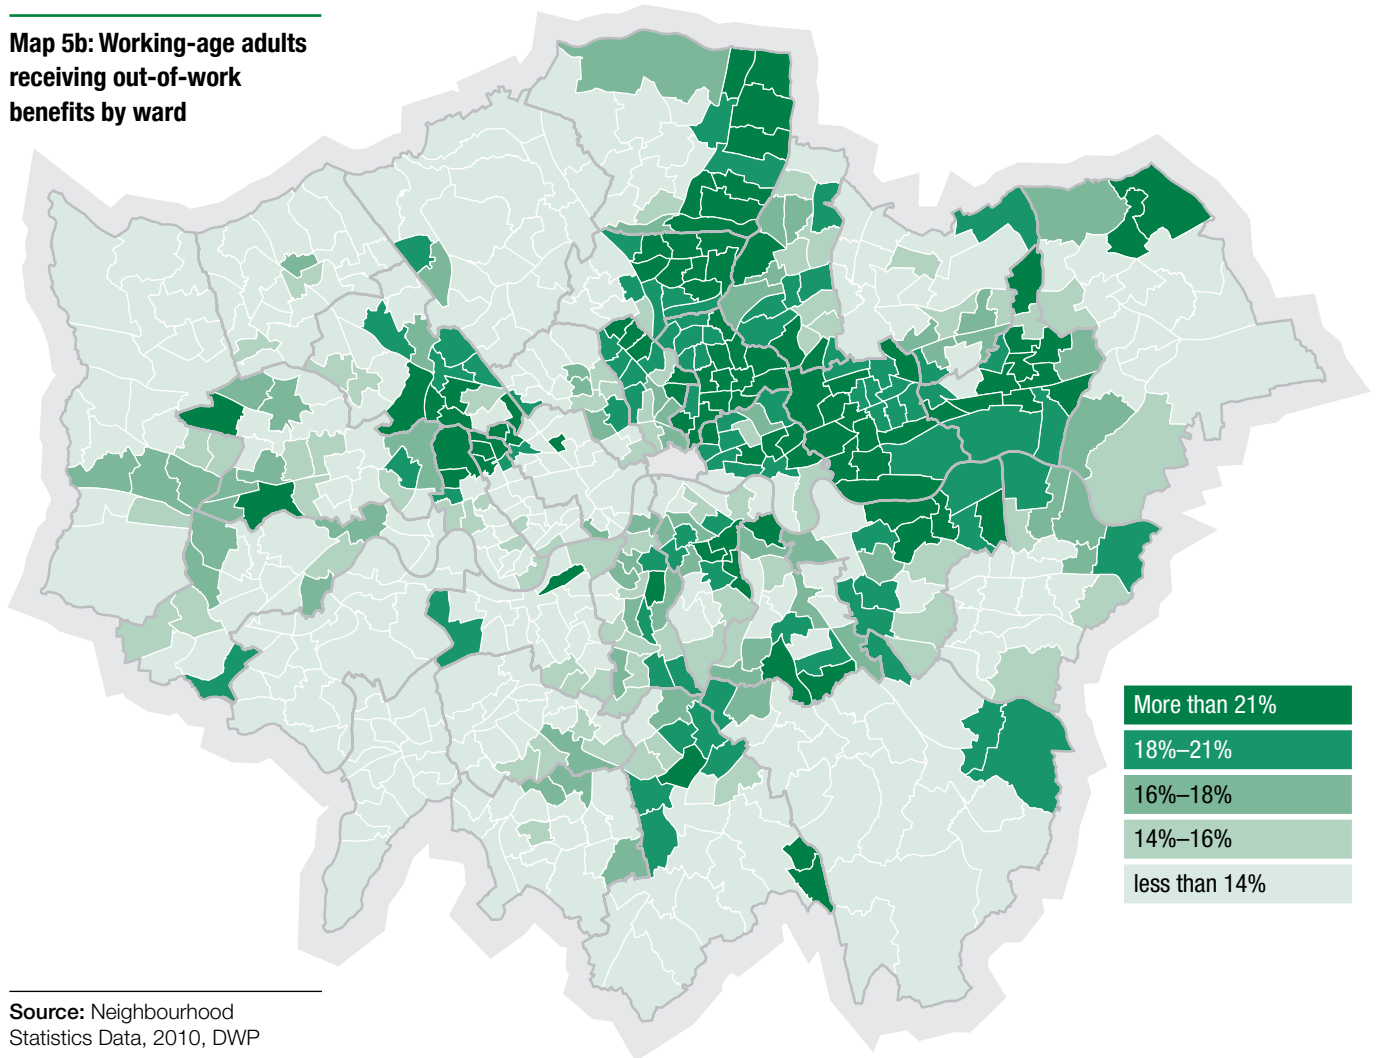 Map 5b: Working-age adults
receiving out-of-work
benefits by ward
More than 21%
18%–21%
16%–18%
14%–16%
less than 14%
Source: Neighbourhood
Statistics Data, 2010, DWP